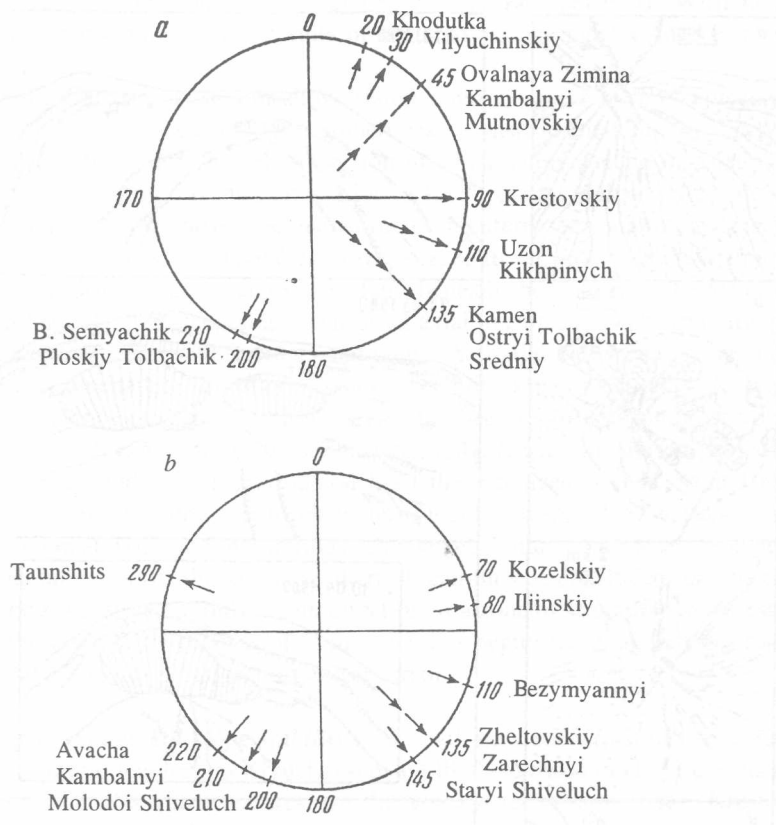 a
0
20 Khodutka
30 Vilyuchinskiy
45 Ovalnaya Zimina
Kambalnyi
Mutnovskiy
170
90 Krestovskiy
110 Uzon
Kikhpinych
135 Kamen
Ostryi Tolbachik
Sredniy
B. Semyachik 210
Ploskiy Tolbachik 200
180
b
0
Taunshits 290
70 Kozelskiy
80 Iliinskiy
110 Bezymyannyi
135 Zheltovskiy
Zarechnyi
145 Staryi Shiveluch
Avacha 220
Kambalnyi 210
Molodoi Shiveluch 200
180